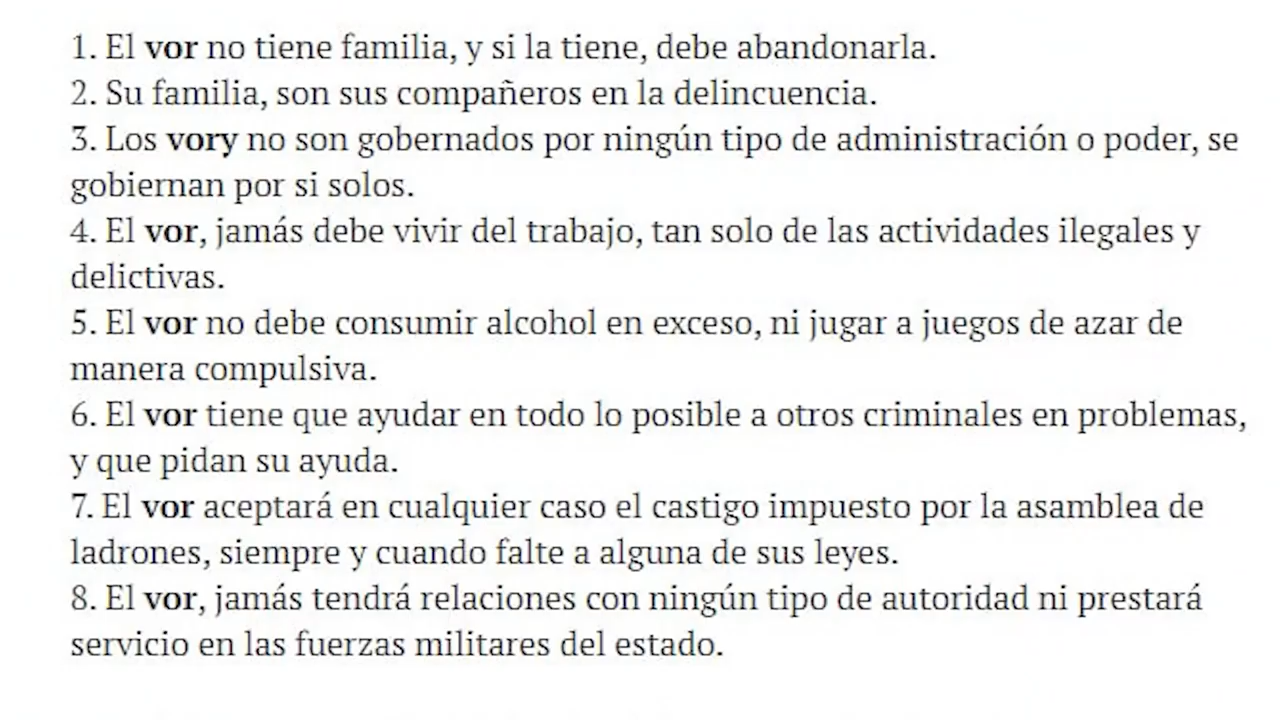 1. El vor no tiene familia, y si la tiene, debe abandonarla.
2. Su familia, son sus compañeros en la delincuencia.
3. Los vory no son gobernados por ningún tipo de administración o poder, se
gobiernan por si solos.
4. El vor, jamás debe vivir del trabajo, tan solo de las actividades ilegales y
delictivas.
5. El vor no debe consumir alcohol en exceso, ni jugar a juegos de azar de
manera compulsiva.
6. El vor tiene que ayudar en todo lo posible a otros criminales en problemas,
y que pidan su ayuda.
7. El vor aceptará en cualquier caso el castigo impuesto por la asamblea de
ladrones, siempre y cuando falte a alguna de sus leyes.
8. El vor, jamás tendrá relaciones con ningún tipo de autoridad ni prestará
servicio en las fuerzas militares del estado.